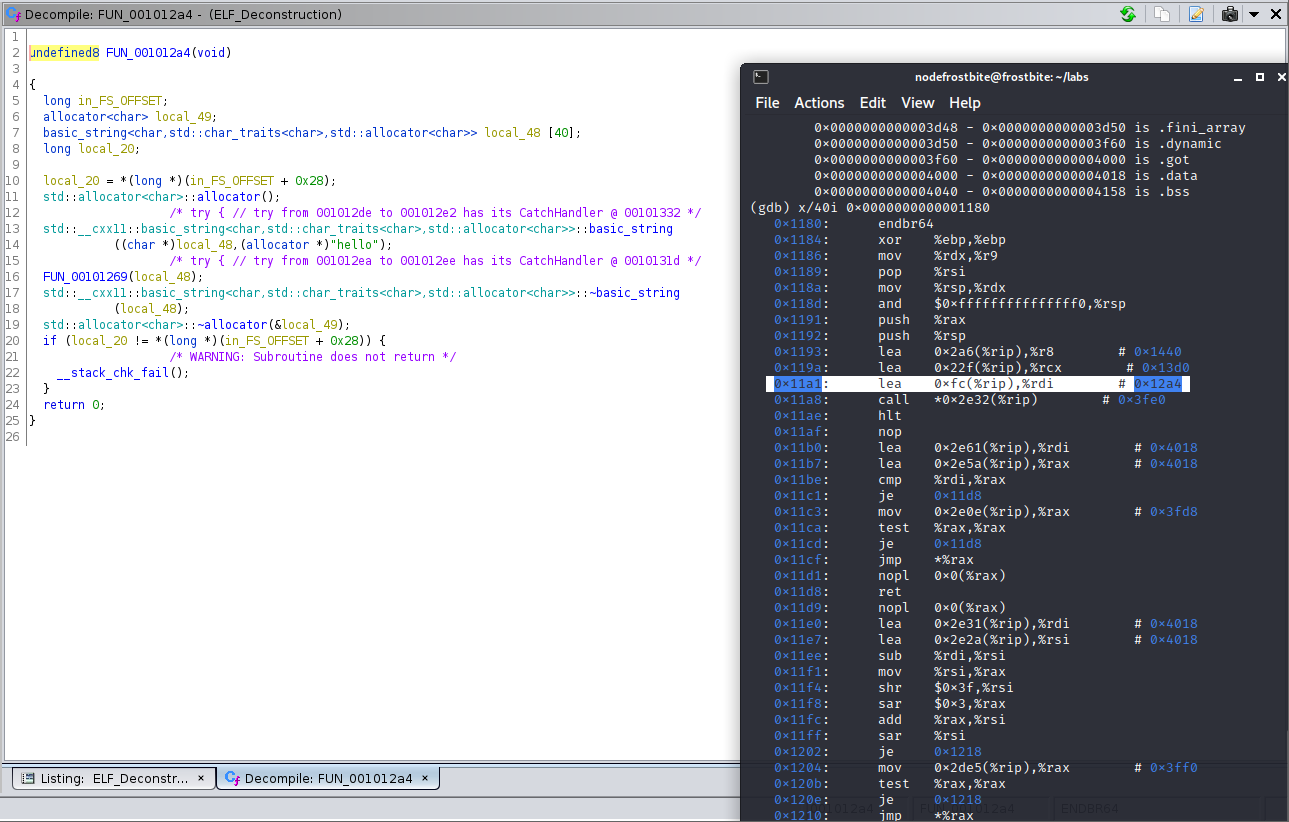 Decompile: FUN_001012a4 - (ELF_Deconstruction)
1
2 undefined8 FUN_001012a4(void)
3
4 {
5 long in_FS_OFFSET;
6 allocator<char> local_49;
7 basic_string<char,std::char_traits<char>,std::allocator<char>> local_48 [40];
8 long local_20;
9
10 local_20 = *(long *)(in_FS_OFFSET + 0x28);
11 std::allocator<char>::allocator();
12 /* try { // try from 001012de to 001012e2 has its CatchHandler @ 00101332 */
13 std::__cxx11::basic_string<char,std::char_traits<char>,std::allocator<char>>::basic_string
14 ((char *)local_48,(allocator *)"hello");
15 /* try { // try from 001012ea to 001012ee has its CatchHandler @ 0010131d */
16 FUN_00101269(local_48);
17 std::__cxx11::basic_string<char,std::char_traits<char>,std::allocator<char>>::~basic_string
18 (local_48);
19 std::allocator<char>::~allocator(&local_49);
20 if (local_20 != *(long *)(in_FS_OFFSET + 0x28)) {
21 /* WARNING: Subroutine does not return */
22 __stack_chk_fail();
23 }
24 return 0;
25 }
26
Listing: ELF_Deconstr... ×
Decompile: FUN_001012a4 ×
nodefrostbite@frostbite: ~/labs
File Actions Edit View Help
0×0000000000003d48 - 0×0000000000003d50 is .fini_array
0×0000000000003d50 - 0×0000000000003f60 is .dynamic
0×0000000000003f60 - 0×0000000000004000 is .got
0×0000000000004000 - 0×0000000000004018 is .data
0×0000000000004040 - 0×0000000000004158 is .bss
(gdb) x/40i 0×0000000000001180
0×1180: endbr64
0×1184: xor %ebp,%ebp
0×1186: mov %rdx,%r9
0×1189: pop %rsi
0×118a: mov %rsp,%rdx
0×118d: and $0×fffffffffffffff0,%rsp
0×1191: push %rax
0×1192: push %rsp
0×1193: lea 0×2a6(%rip),%r8 # 0×1440
0×119a: lea 0×22f(%rip),%rcx # 0×13d0
0×11a1: lea 0×fc(%rip),%rdi # 0×12a4
0×11a8: call *0×2e32(%rip) # 0×3fe0
0×11ae: hlt
0×11af: nop
0×11b0: lea 0×2e61(%rip),%rdi # 0×4018
0×11b7: lea 0×2e5a(%rip),%rax # 0×4018
0×11be: cmp %rdi,%rax
0×11c1: je 0×11d8
0×11c3: mov 0×2e0e(%rip),%rax # 0×3fd8
0×11ca: test %rax,%rax
0×11cd: je 0×11d8
0×11cf: jmp *%rax
0×11d1: nopl 0×0(%rax)
0×11d8: ret
0×11d9: nopl 0×0(%rax)
0×11e0: lea 0×2e31(%rip),%rdi # 0×4018
0×11e7: lea 0×2e2a(%rip),%rsi # 0×4018
0×11ee: sub %rdi,%rsi
0×11f1: mov %rsi,%rax
0×11f4: shr $0×3f,%rsi
0×11f8: sar $0×3,%rax
0×11fc: add %rax,%rsi
0×11ff: sar %rsi
0×1202: je 0×1218
0×1204: mov 0×2de5(%rip),%rax # 0×3ff0
0×120b: test %rax,%rax
0×120e: je 0×1218
0×1210: jmp *%rax
ENDBR64